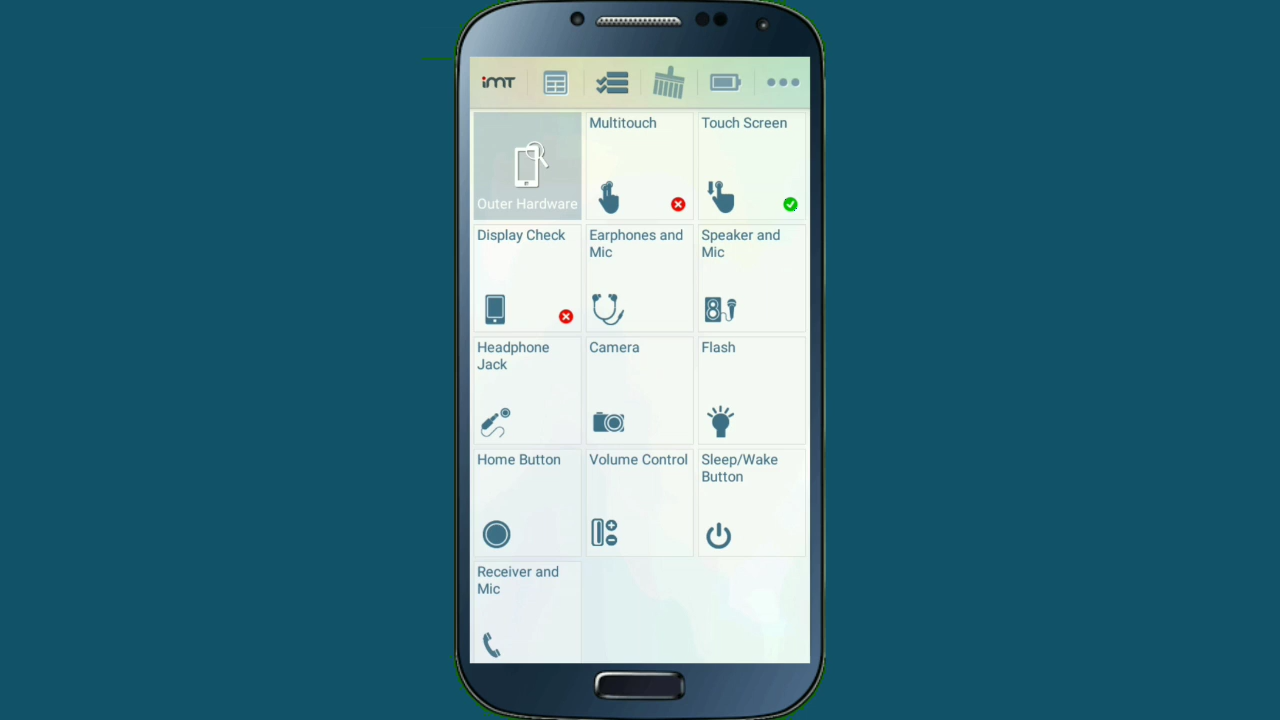 iMT
Multitouch
Touch Screen
Outer Hardware
Display Check
Earphones and
Mic
Speaker and
Mic
Headphone
Jack
Camera
Flash
Home Button
Volume Control
Sleep/Wake
Button
Receiver and
Mic